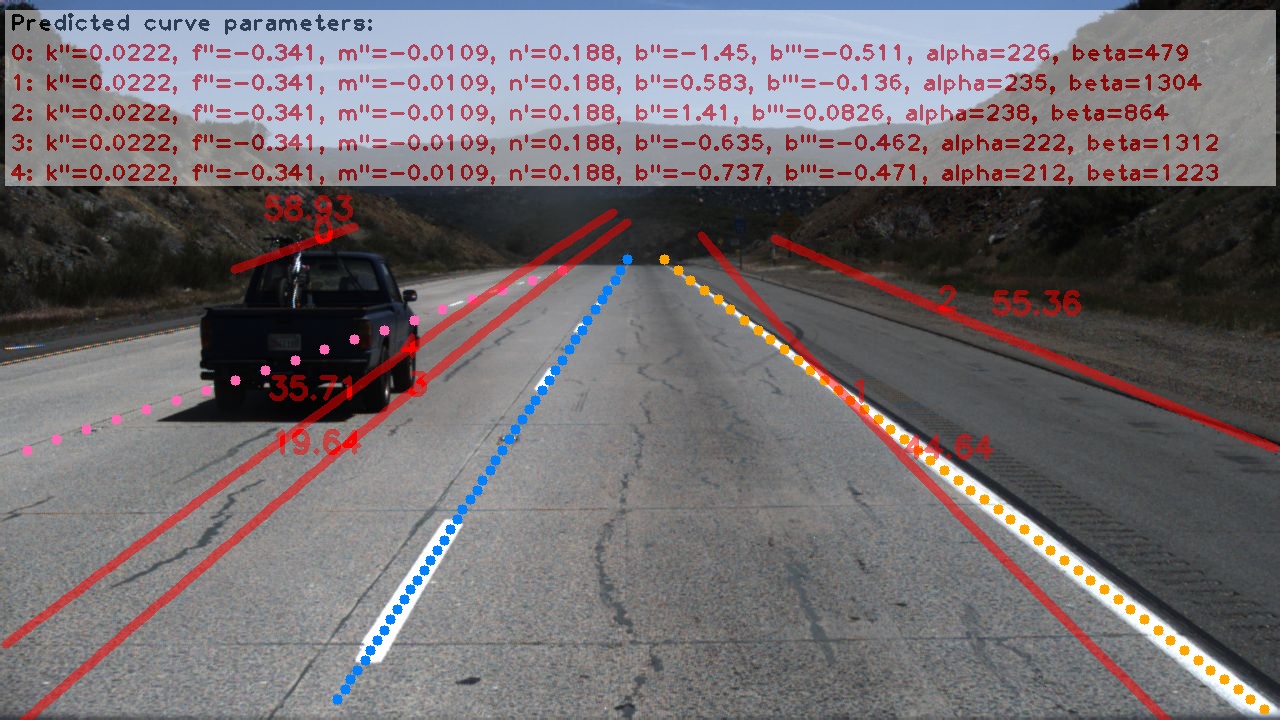 Predicted curve parameters:
0: k''=0.0222, f''=-0.341, m''=-0.0109, n'=0.188, b''=-1.45, b'''=-0.511, alpha=226, beta=479
1: k''=0.0222, f''=-0.341, m''=-0.0109, n'=0.188, b''=0.583, b'''=-0.136, alpha=235, beta=1304
2: k''=0.0222, f''=-0.341, m''=-0.0109, n'=0.188, b''=1.41, b'''=0.0826, alpha=238, beta=864
3: k''=0.0222, f''=-0.341, m''=-0.0109, n'=0.188, b''=-0.635, b'''=-0.462, alpha=222, beta=1312
4: k''=0.0222, f''=-0.341, m''=-0.0109, n'=0.188, b''=-0.737, b'''=-0.471, alpha=212, beta=1223
58.93
0
2 55.36
4
35.71 3
1
19.64
44.64